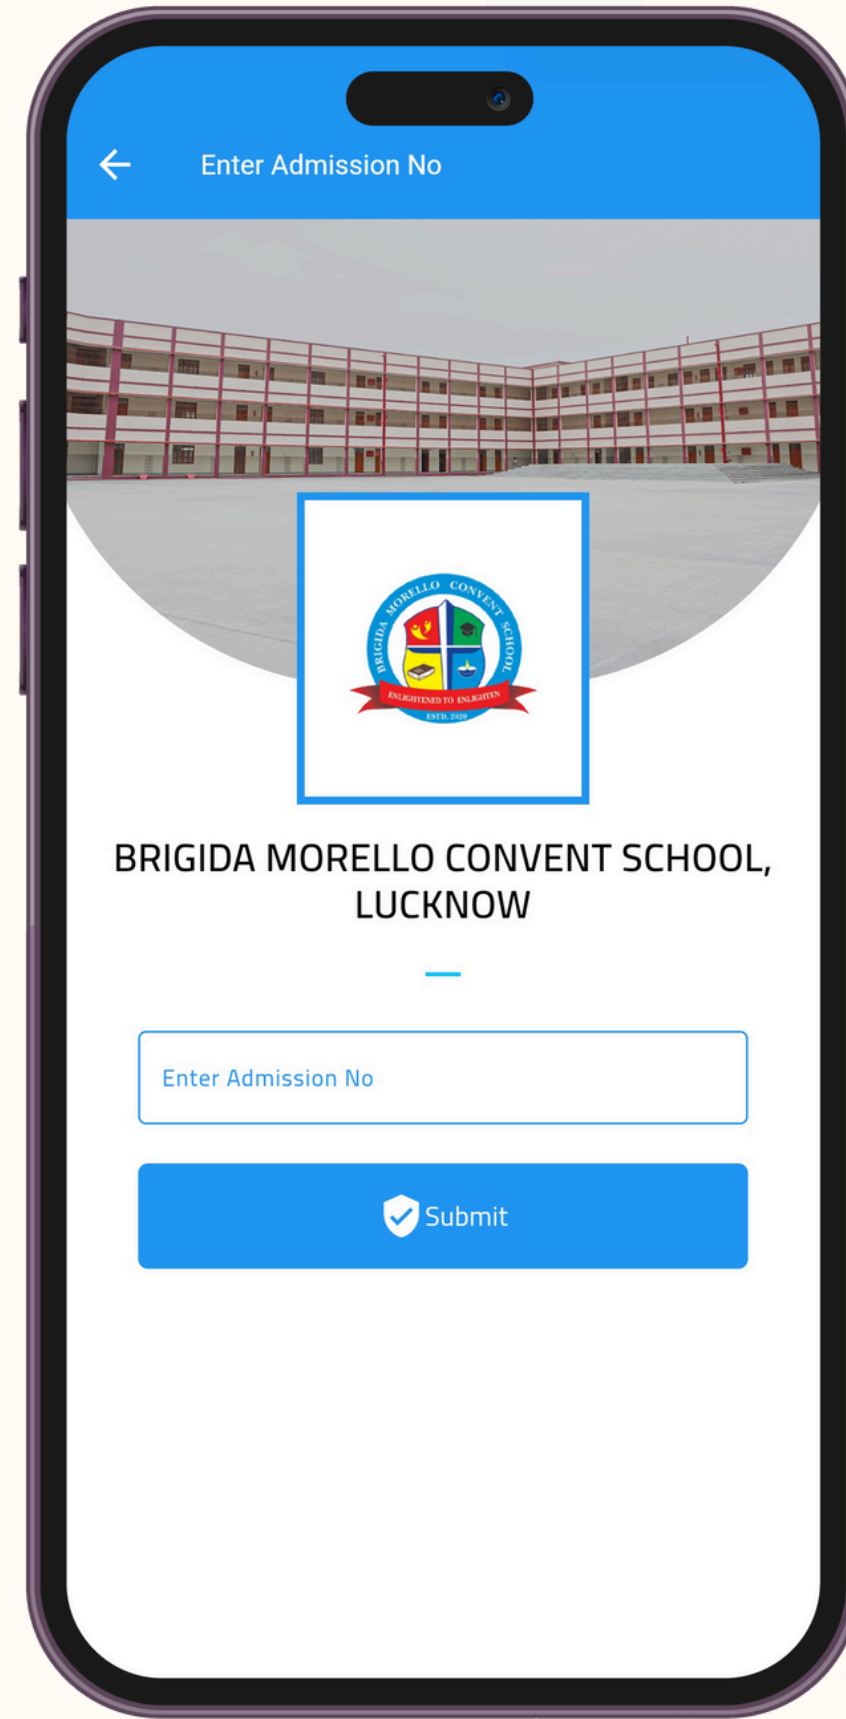 Enter Admission No
BRIGIDA MORELLO CONVENT SCHOOL
ENLIGHTENED TO ENLIGHTEN
ESTD. 2020
BRIGIDA MORELLO CONVENT SCHOOL,
LUCKNOW
Enter Admission No
Submit